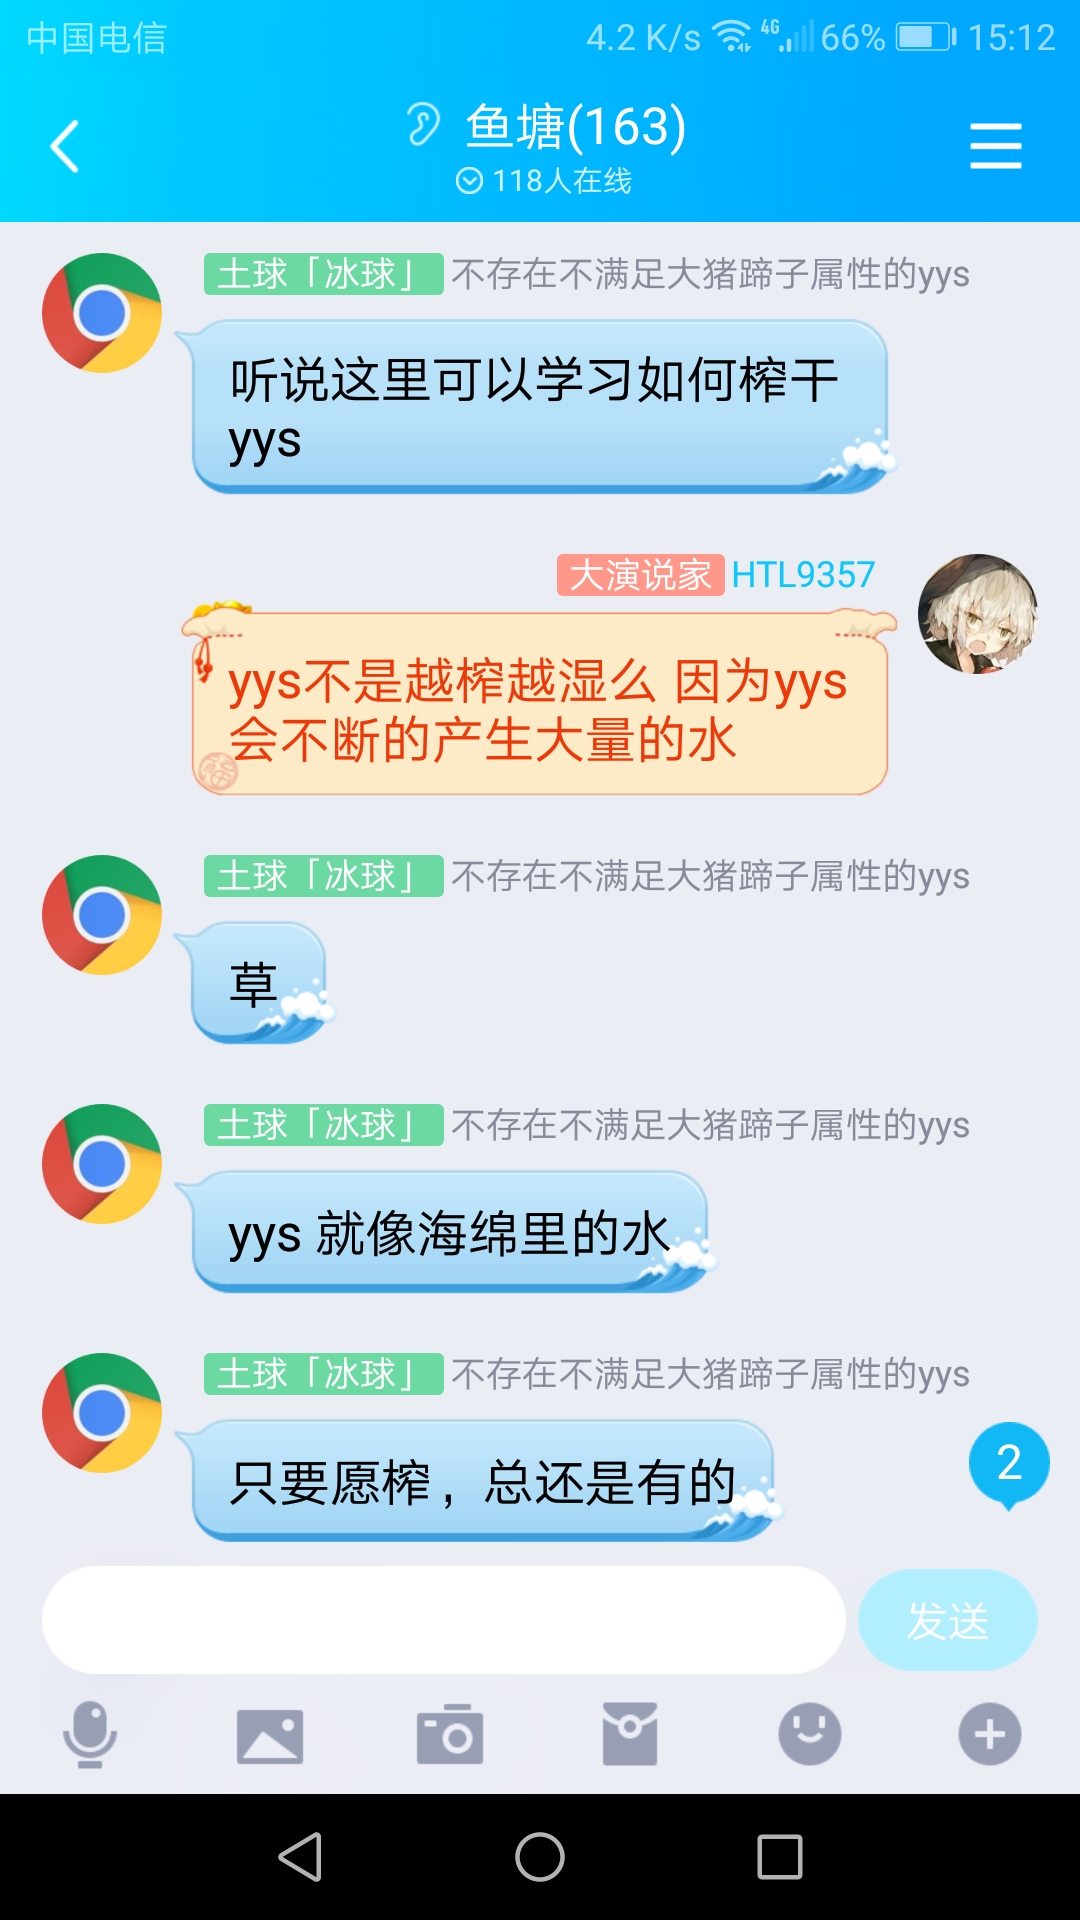 中国电信 4.2 K/s 4G 66% 15:12
鱼塘(163)
118人在线
土球「冰球」 不存在不满足大猪蹄子属性的yys
听说这里可以学习如何榨干
yys
大演说家 HTL9357
yys不是越榨越湿么 因为yys
会不断的产生大量的水
福
土球「冰球」 不存在不满足大猪蹄子属性的yys
草
土球「冰球」 不存在不满足大猪蹄子属性的yys
yys 就像海绵里的水
土球「冰球」 不存在不满足大猪蹄子属性的yys
只要愿榨，总还是有的
2
发送